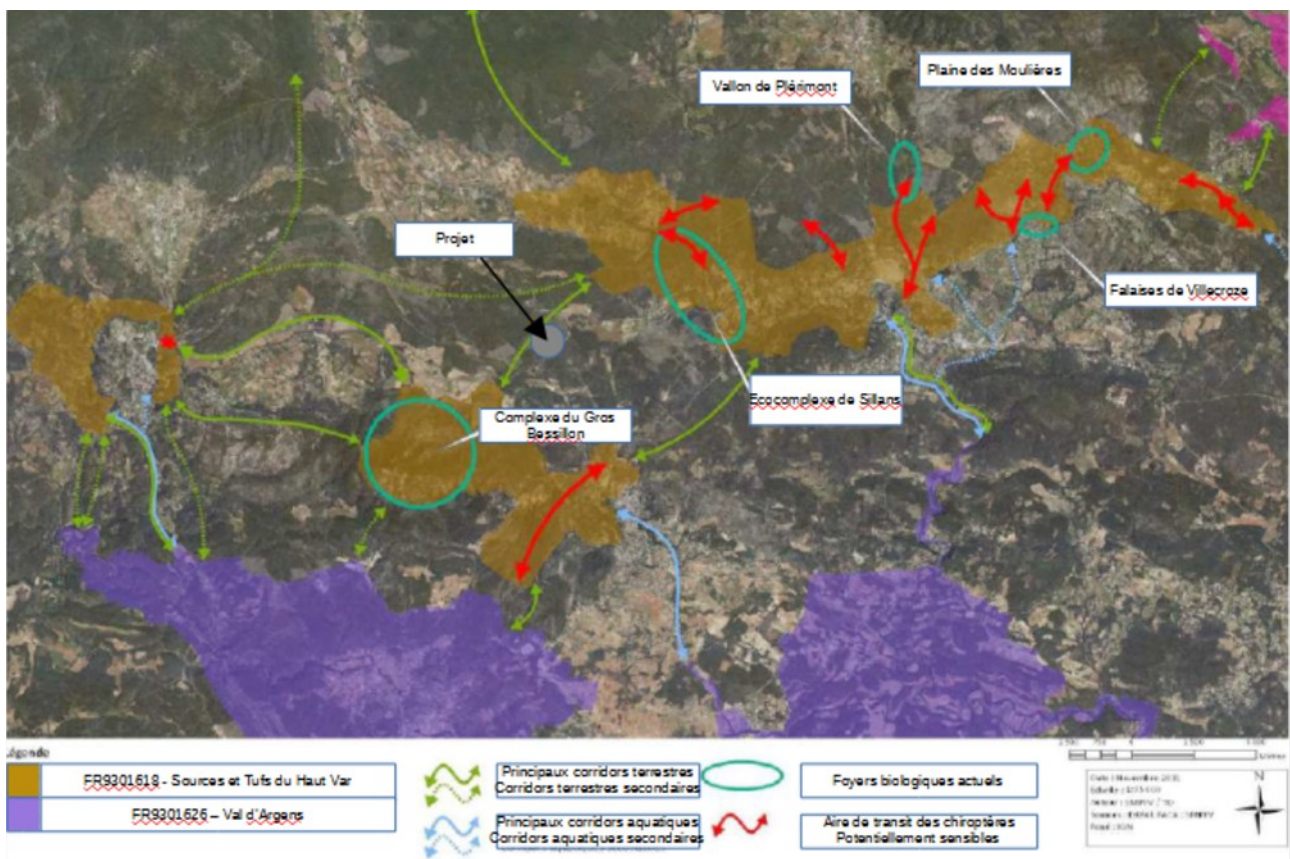 Plaine des Moulières
Vallon de Plérimont
Projet
Falaises de Villecroze
Ecocomplexe de Sillans
Complexe du Gros
Bessillon
Légende
FR9301618 - Sources et Tufs du Haut Var
FR9301626 – Val d'Argens
Principaux corridors terrestres
Corridors terrestres secondaires
Principaux corridors aquatiques
Corridors aquatiques secondaires
Foyers biologiques actuels
Aire de transit des chiroptères
Potentiellement sensibles
N